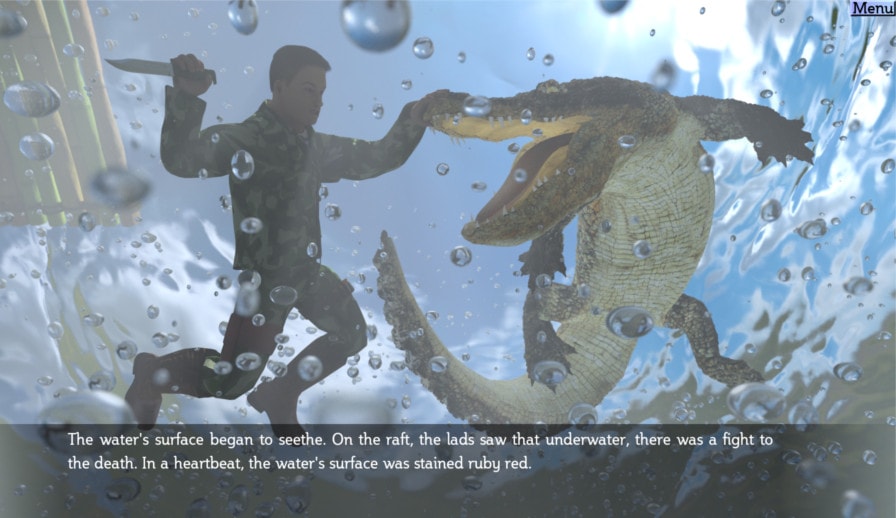 Menu
The water's surface began to seethe. On the raft, the lads saw that underwater, there was a fight to
the death. In a heartbeat, the water's surface was stained ruby red.